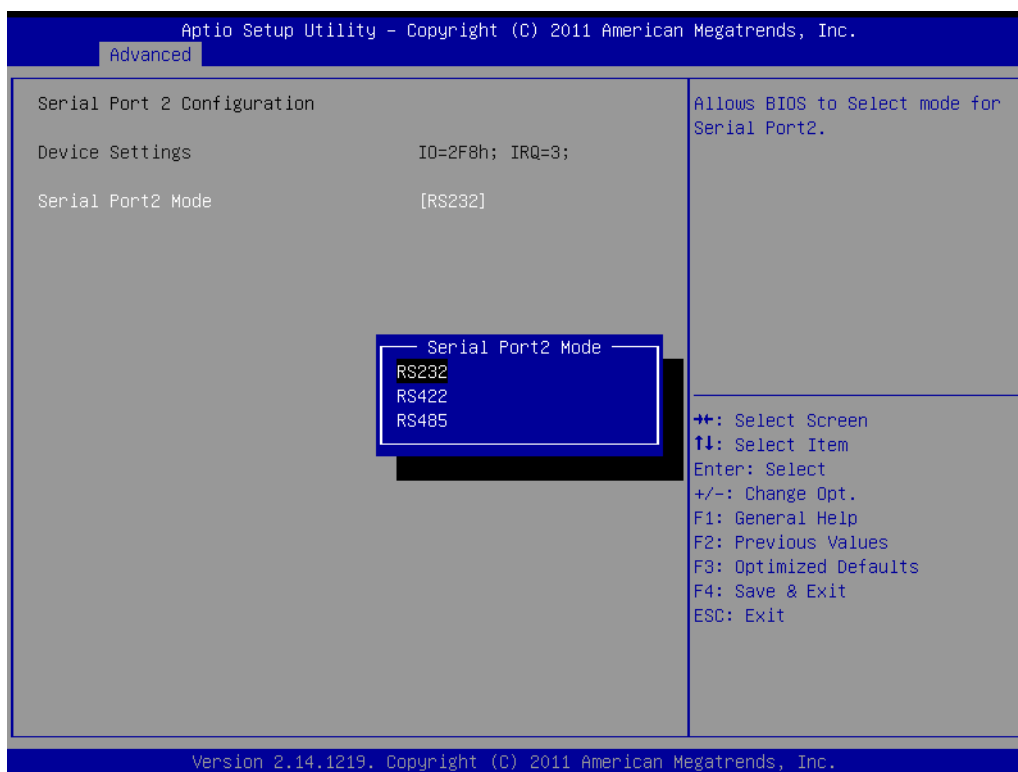 Aptio Setup Utility – Copyright (C) 2011 American Megatrends, Inc.
Advanced
Serial Port 2 Configuration
Device Settings IO=2F8h; IRQ=3;
Serial Port2 Mode [RS232]
Serial Port2 Mode
RS232
RS422
RS485
Allows BIOS to Select mode for
Serial Port2.
→←: Select Screen
↑↓: Select Item
Enter: Select
+/-: Change Opt.
F1: General Help
F2: Previous Values
F3: Optimized Defaults
F4: Save & Exit
ESC: Exit
Version 2.14.1219. Copyright (C) 2011 American Megatrends, Inc.